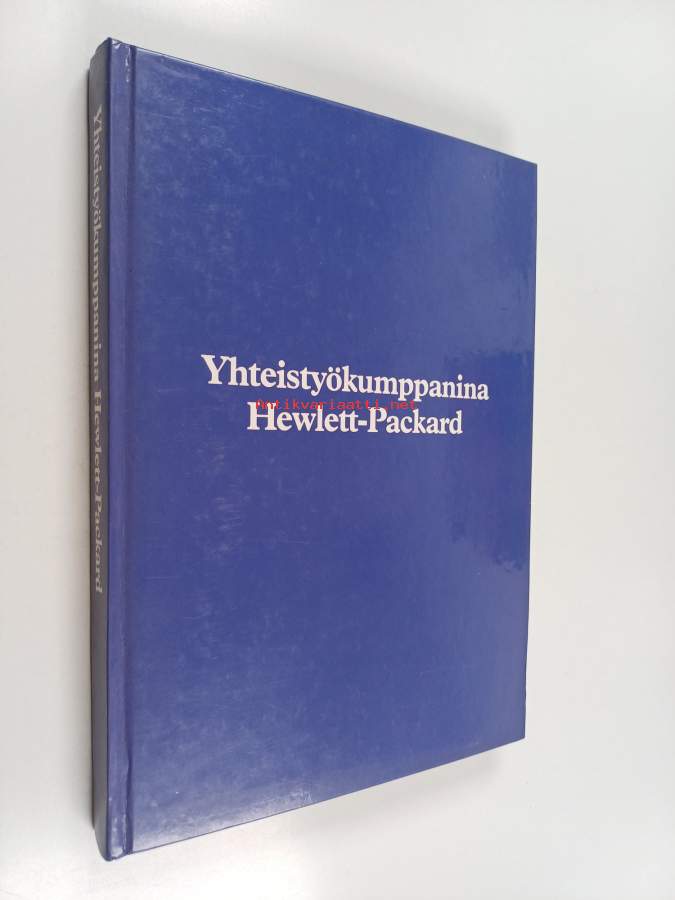 Yhteistyökumppanina
Hewlett-Packard
Antikvariaatti.net
Yhteistyökumppanina Hewlett-Packard